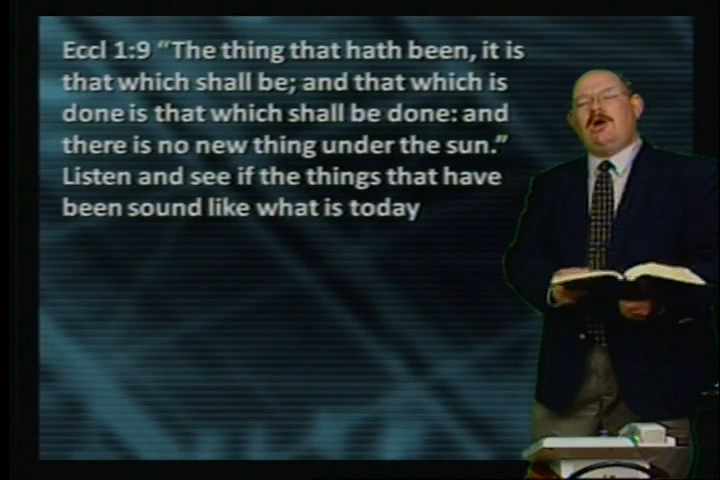 Eccl 1:9 “The thing that hath been, it is
that which shall be; and that which is
done is that which shall be done: and
there is no new thing under the sun.”
Listen and see if the things that have
been sound like what is today